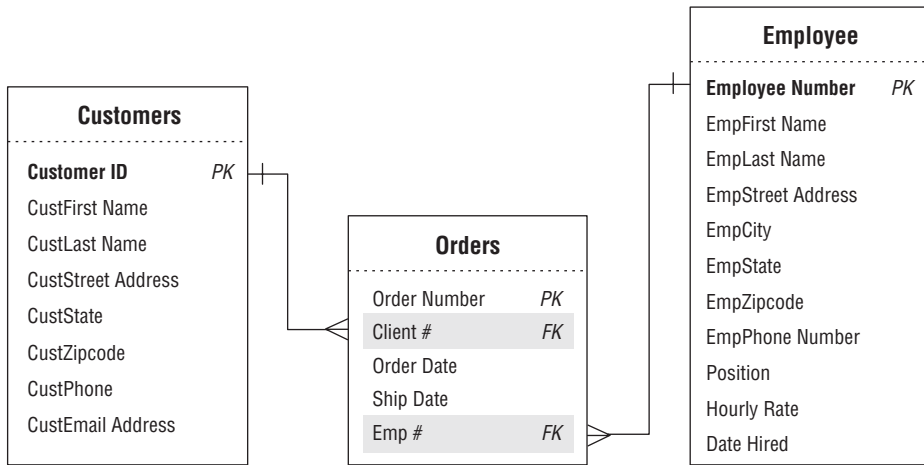 Customers
Customer ID PK
CustFirst Name
CustLast Name
CustStreet Address
CustState
CustZipcode
CustPhone
CustEmail Address
Orders
Order Number PK
Client # FK
Order Date
Ship Date
Emp # FK
Employee
Employee Number PK
EmpFirst Name
EmpLast Name
EmpStreet Address
EmpCity
EmpState
EmpZipcode
EmpPhone Number
Position
Hourly Rate
Date Hired